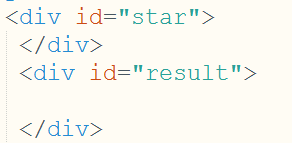 <div id="star">
</div>
<div id="result">
</div>